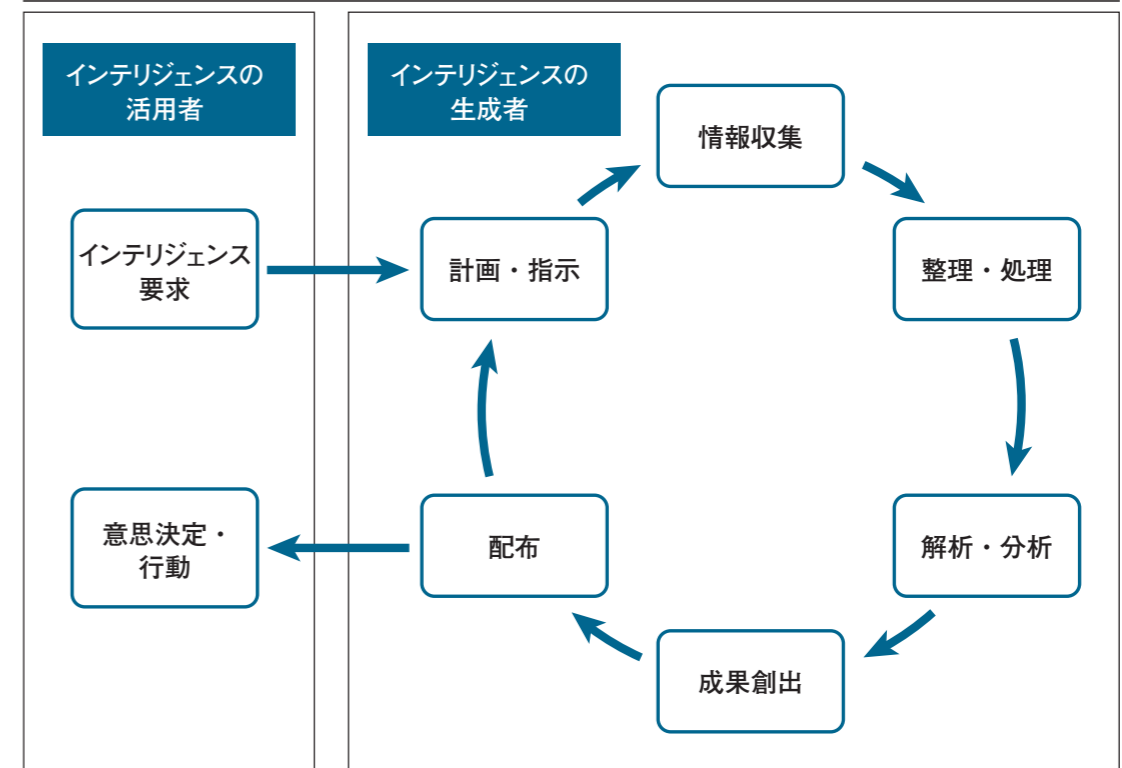 インテリジェンスの
活用者
インテリジェンス
要求
意思決定・
行動
インテリジェンスの
生成者
情報収集
計画・指示
整理・処理
配布
解析・分析
成果創出